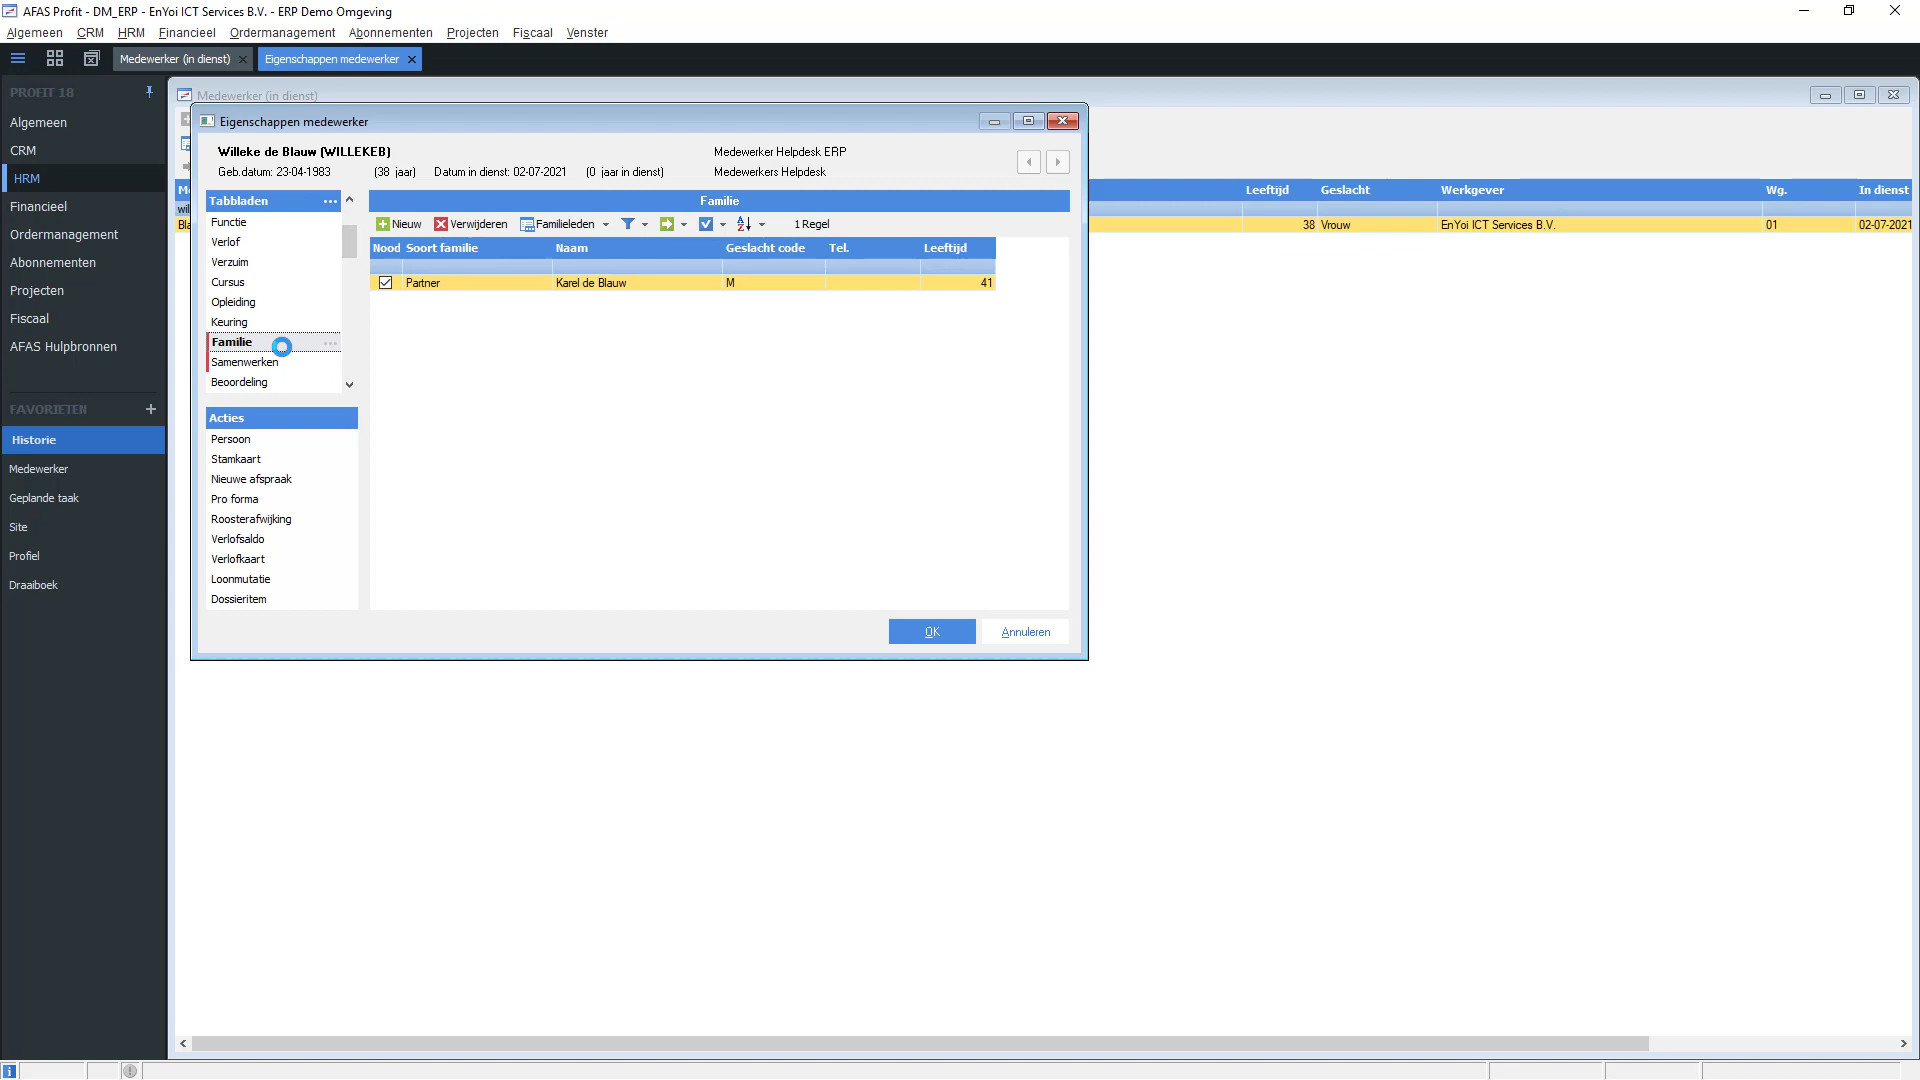 AFAS Profit - DM_ERP - EnYoi ICT Services B.V. - ERP Demo Omgeving
Algemeen CRM HRM Financieel Ordermanagement Abonnementen Projecten Fiscaal Venster
Medewerker (in dienst) Eigenschappen medewerker
PROFIT 18
Algemeen
CRM
HRM
Financieel
Ordermanagement
Abonnementen
Projecten
Fiscaal
AFAS Hulpbronnen
FAVORIETEN
Historie
Medewerker
Geplande taak
Site
Profiel
Draaiboek
Medewerker (in dienst)
Leeftijd Geslacht Werkgever Wg. In dienst
38 Vrouw EnYoi ICT Services B.V. 01 02-07-2021
Eigenschappen medewerker
Willeke de Blauw (WILLEKEB) Medewerker Helpdesk ERP
Geb.datum: 23-04-1983 (38 jaar) Datum in dienst: 02-07-2021 (0 jaar in dienst) Medewerkers Helpdesk
Tabbladen
Functie
Verlof
Verzuim
Cursus
Opleiding
Keuring
Familie
Samenwerken
Beoordeling
Acties
Persoon
Stamkaart
Nieuwe afspraak
Pro forma
Roosterafwijking
Verlofsaldo
Verlofkaart
Loonmutatie
Dossieritem
Familie
Nieuw Verwijderen Familieleden 1 Regel
Nood Soort familie Naam Geslacht code Tel. Leeftijd
Partner Karel de Blauw M 41
OK Annuleren